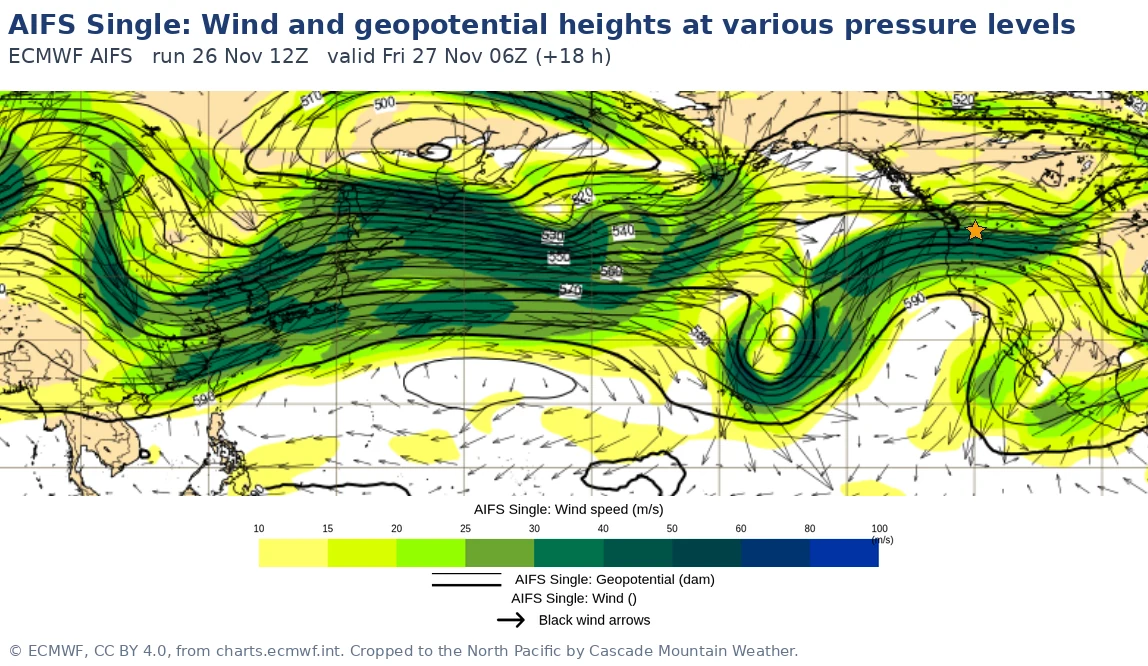 AIFS Single: Wind and geopotential heights at various pressure levels
ECMWF AIFS   run 26 Nov 12Z   valid Fri 27 Nov 06Z (+18 h)
510
500
520
520
540
530
550
560
570
580
590
590
AIFS Single: Wind speed (m/s)
10 15 20 25 30 40 50 60 80 100
(m/s)
AIFS Single: Geopotential (dam)
AIFS Single: Wind ()
Black wind arrows
© ECMWF, CC BY 4.0, from charts.ecmwf.int. Cropped to the North Pacific by Cascade Mountain Weather.